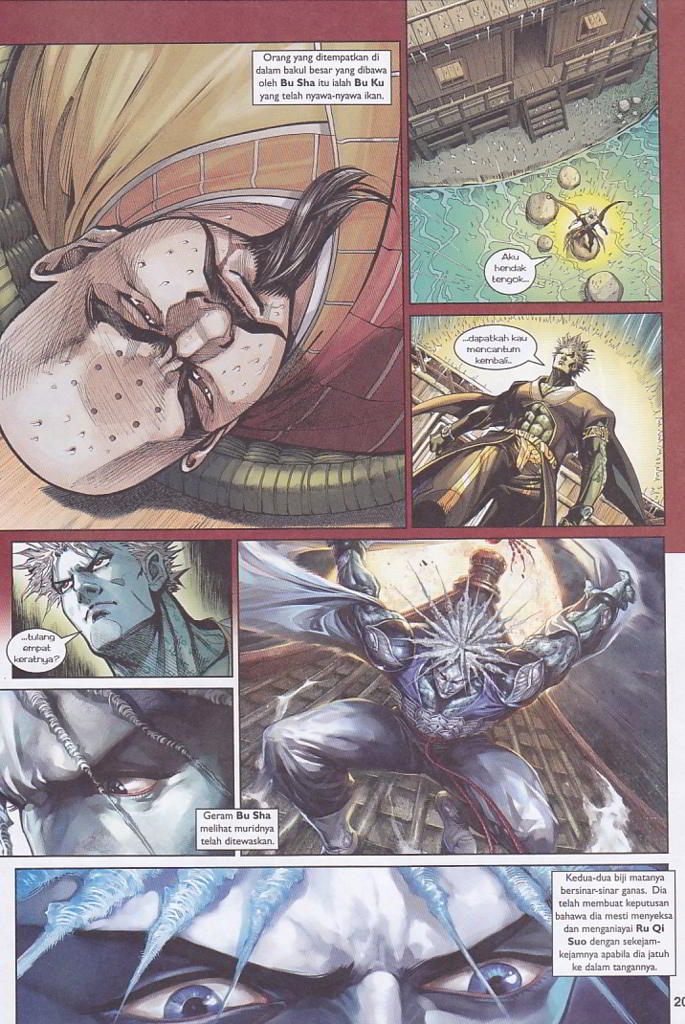 Orang yang ditempatkan di
dalam bakul besar yang dibawa
oleh Bu Sha itu ialah Bu Ku
yang telah nyawa-nyawa ikan.
Aku
hendak
tengok...
...dapatkah kau
mencantum
kembali..
...tulang
empat
keratnya?
Geram Bu Sha
melihat muridnya
telah ditewaskan.
Kedua-dua biji matanya
bersinar-sinar ganas. Dia
telah membuat keputusan
bahawa dia mesti menyeksa
dan menganiayai Ru Qi
Suo dengan sekejam-
kejamnya apabila dia jatuh
ke dalam tangannya.